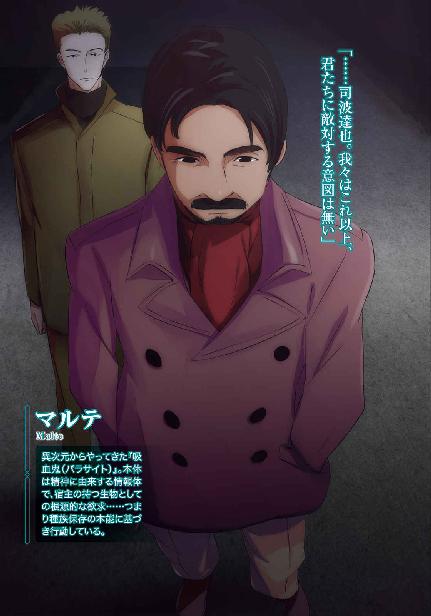 「……司波達也。我々はこれ以上、
君たちに敵対する意図は無い」
マルテ
Malte
異次元からやってきた『吸
血鬼（パラサイト）』。本体
は精神に由来する情報体
で、宿主の持つ生物として
の根源的な欲求……つま
り種族保存の本能に基づ
き行動している。